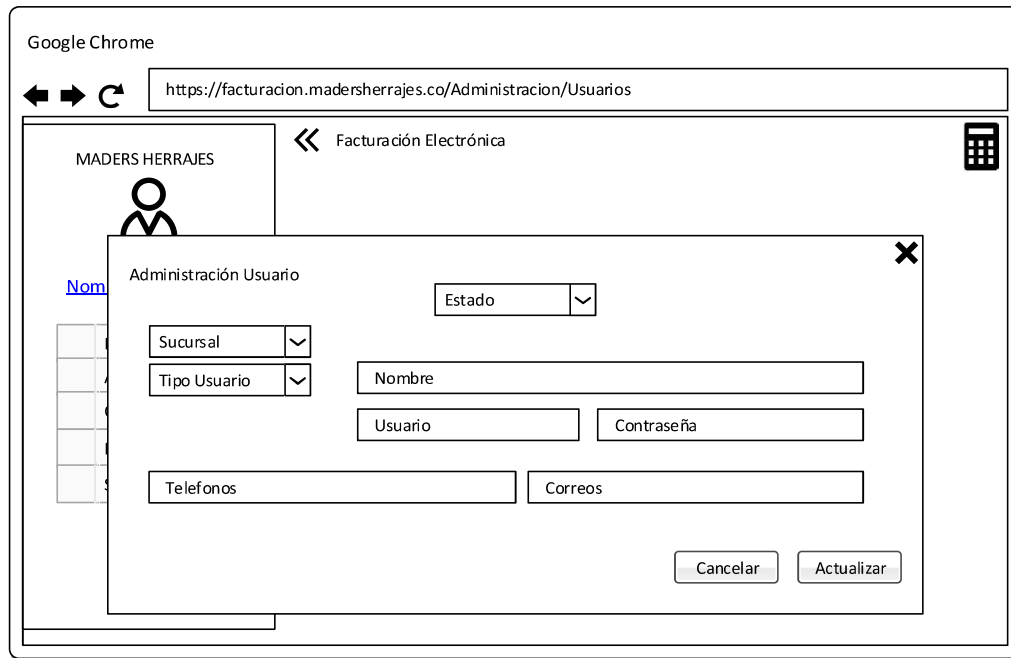 Google Chrome
https://facturacion.madersherrajes.co/Administracion/Usuarios
MADERS HERRAJES
Facturación Electrónica
Administración Usuario
Nom
Estado
Sucursal
Tipo Usuario
Nombre
Usuario
Contraseña
Telefonos
Correos
Cancelar
Actualizar